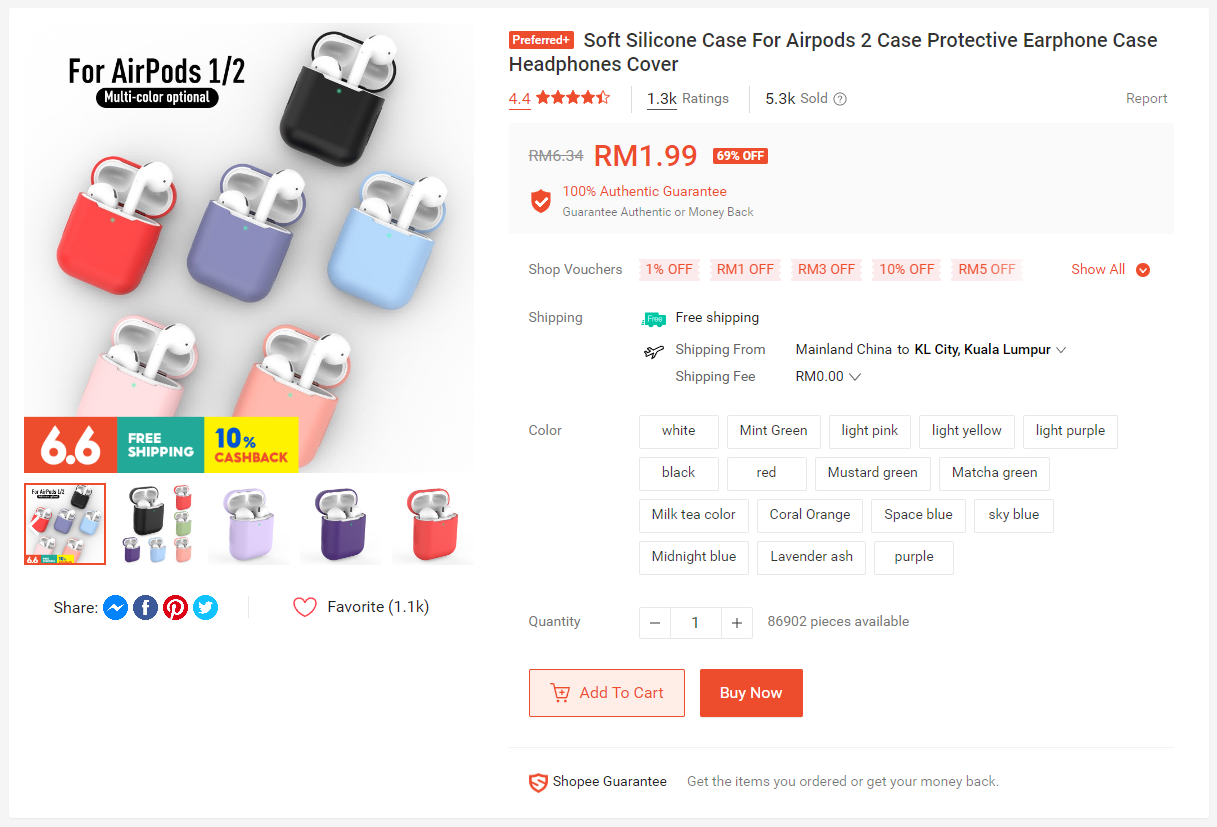 For AirPods 1/2
Multi-color optional
6.6
FREE
SHIPPING
10%
CASHBACK
For AirPods 1/2
6.6
Share:
Favorite (1.1k)
Preferred+ Soft Silicone Case For Airpods 2 Case Protective Earphone Case
Headphones Cover
4.4
1.3k Ratings
5.3k Sold ?
Report
RM6.34 RM1.99 69% OFF
100% Authentic Guarantee
Guarantee Authentic or Money Back
Shop Vouchers 1% OFF RM1 OFF RM3 OFF 10% OFF RM5 OFF Show All
Shipping Free Free shipping
Shipping From Mainland China to KL City, Kuala Lumpur
Shipping Fee RM0.00
Color white Mint Green light pink light yellow light purple
black red Mustard green Matcha green
Milk tea color Coral Orange Space blue sky blue
Midnight blue Lavender ash purple
Quantity − 1 + 86902 pieces available
Add To Cart Buy Now
Shopee Guarantee Get the items you ordered or get your money back.